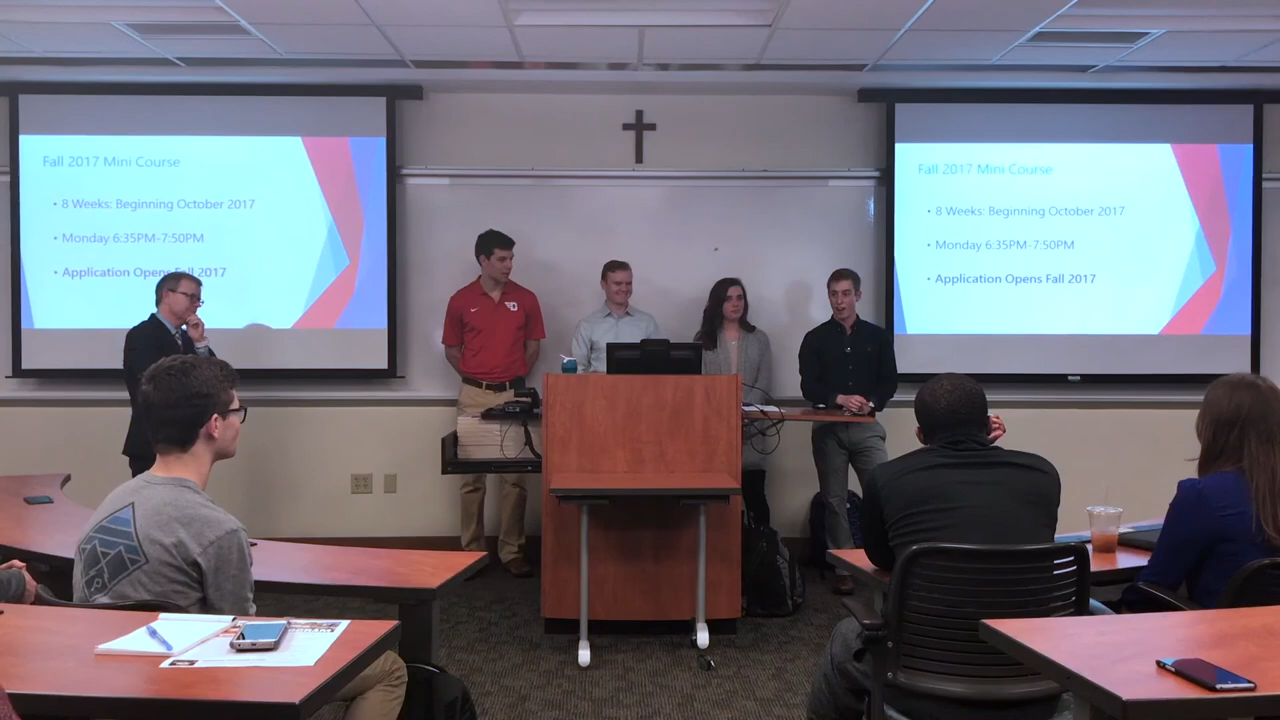 Fall 2017 Mini Course
• 8 Weeks: Beginning October 2017
• Monday 6:35PM-7:50PM
• Application Opens Fall 2017
Fall 2017 Mini Course
• 8 Weeks: Beginning October 2017
• Monday 6:35PM-7:50PM
• Application Opens Fall 2017